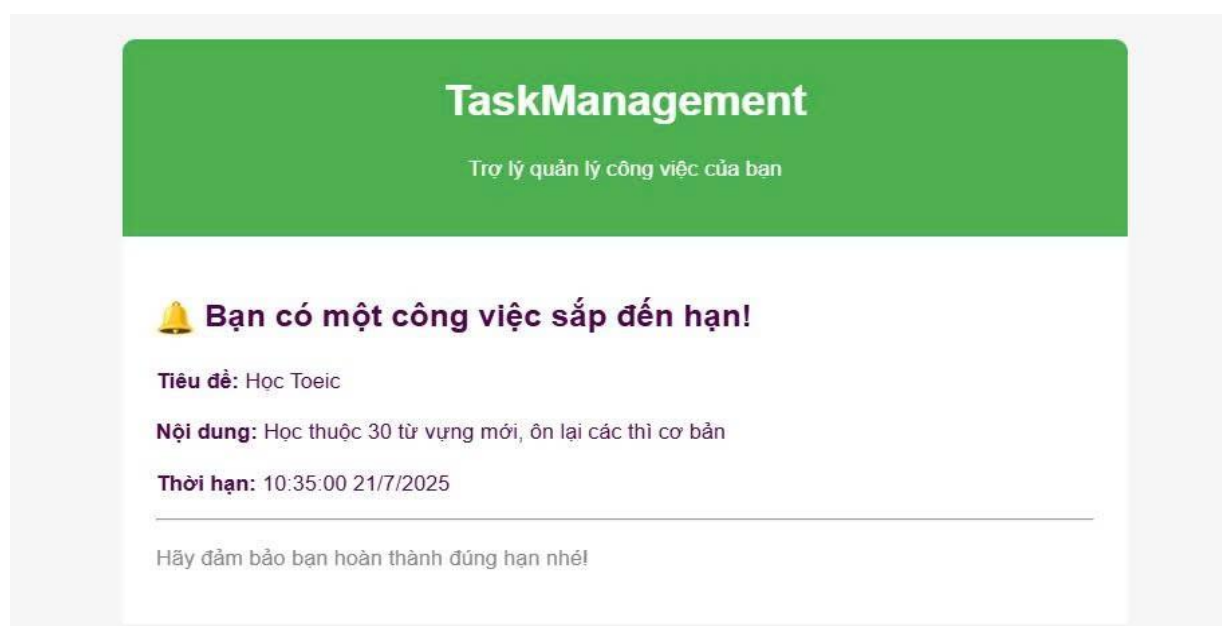 TaskManagement
Trợ lý quản lý công việc của bạn
🔔 Bạn có một công việc sắp đến hạn!
Tiêu đề: Học Toeic
Nội dung: Học thuộc 30 từ vựng mới, ôn lại các thì cơ bản
Thời hạn: 10:35:00 21/7/2025
Hãy đảm bảo bạn hoàn thành đúng hạn nhé!